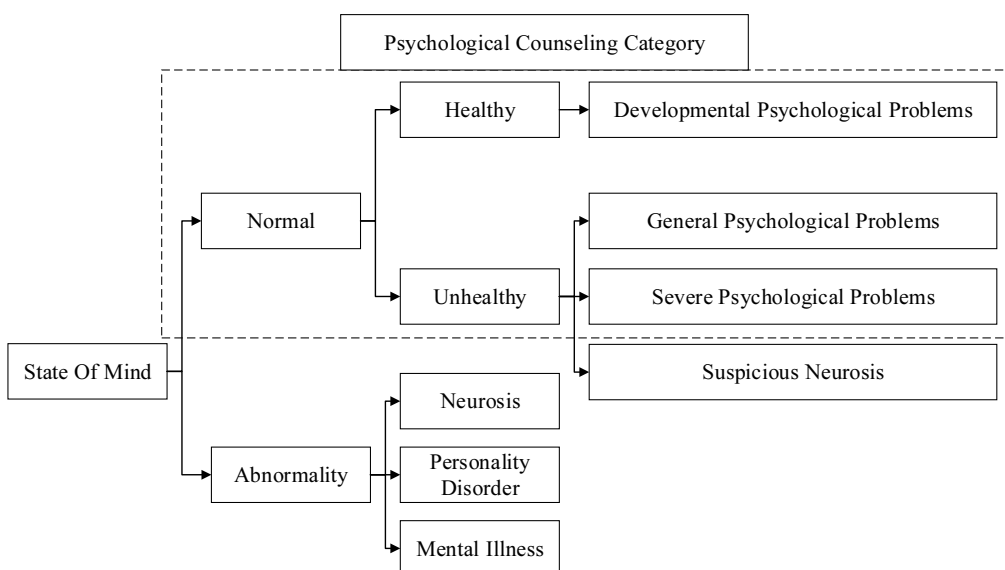 Psychological Counseling Category
Healthy
Developmental Psychological Problems
Normal
General Psychological Problems
Unhealthy
Severe Psychological Problems
State Of Mind
Suspicious Neurosis
Neurosis
Abnormality
Personality
Disorder
Mental Illness